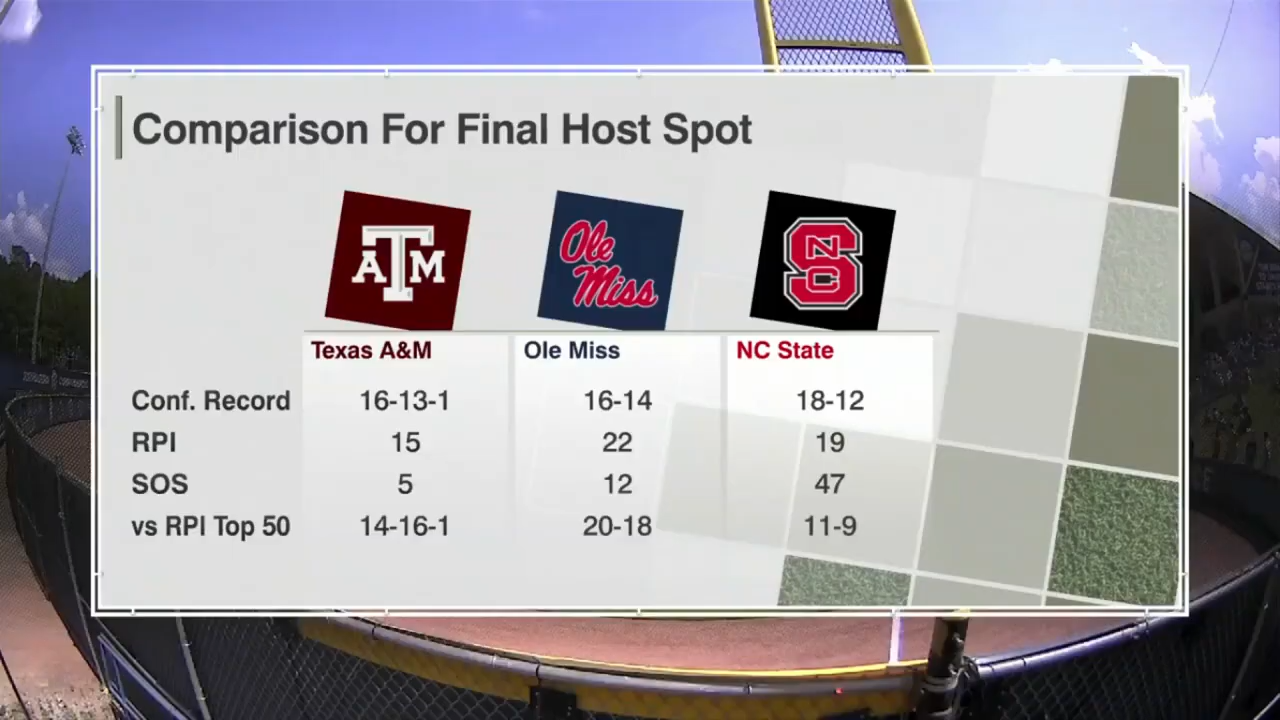 Comparison For Final Host Spot
ATM
Ole Miss
NCS
Texas A&M Ole Miss NC State
Conf. Record 16-13-1 16-14 18-12
RPI 15 22 19
SOS 5 12 47
vs RPI Top 50 14-16-1 20-18 11-9